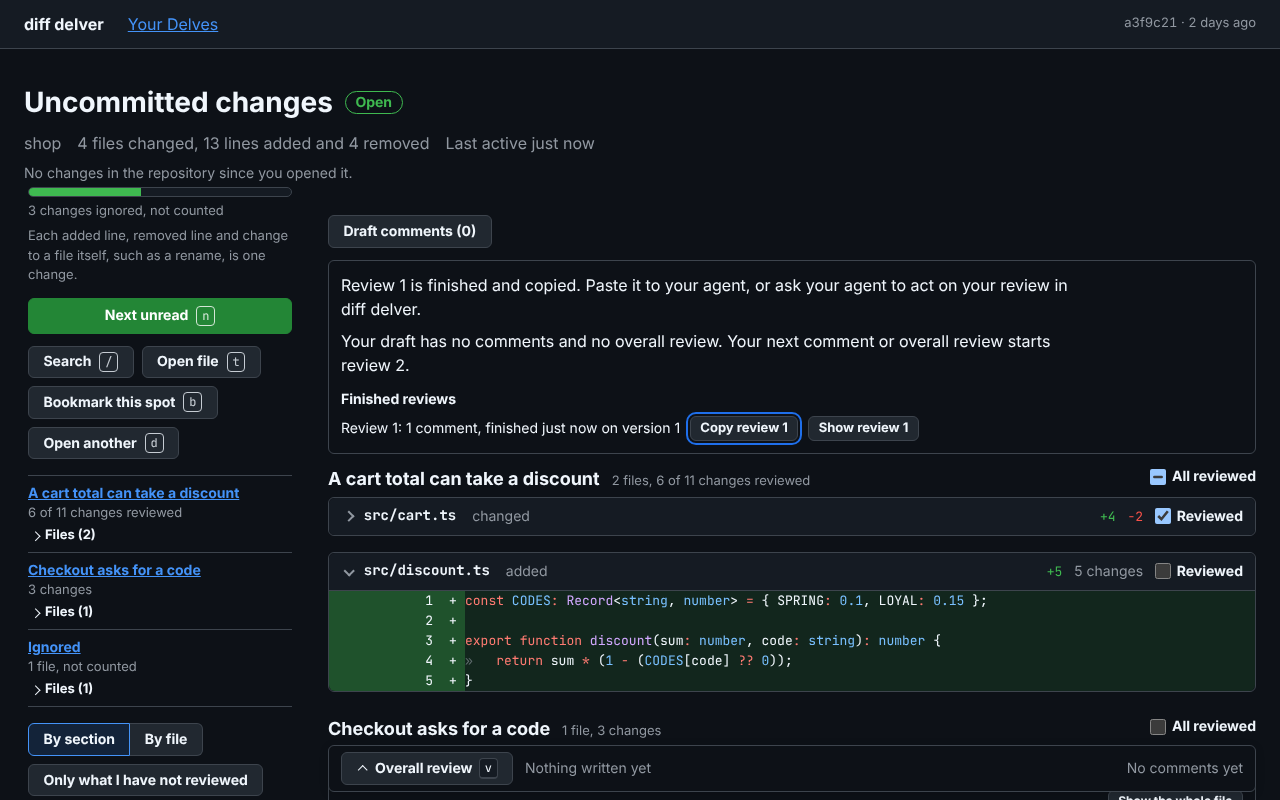 diff delver Your Delves a3f9c21 · 2 days ago
Uncommitted changes Open
shop 4 files changed, 13 lines added and 4 removed Last active just now
No changes in the repository since you opened it.
3 changes ignored, not counted
Each added line, removed line and change
to a file itself, such as a rename, is one
change.
Next unread n
Search / Open file t
Bookmark this spot b
Open another d
A cart total can take a discount
6 of 11 changes reviewed
Files (2)
Checkout asks for a code
3 changes
Files (1)
Ignored
1 file, not counted
Files (1)
By section By file
Only what I have not reviewed
Draft comments (0)
Review 1 is finished and copied. Paste it to your agent, or ask your agent to act on your review in
diff delver.
Your draft has no comments and no overall review. Your next comment or overall review starts
review 2.
Finished reviews
Review 1: 1 comment, finished just now on version 1 Copy review 1 Show review 1
A cart total can take a discount 2 files, 6 of 11 changes reviewed All reviewed
src/cart.ts changed +4 -2 Reviewed
src/discount.ts added +5 5 changes Reviewed
1 + const CODES: Record<string, number> = { SPRING: 0.1, LOYAL: 0.15 };
2 +
3 + export function discount(sum: number, code: string): number {
4 + » return sum * (1 - (CODES[code] ?? 0));
5 + }
Checkout asks for a code 1 file, 3 changes All reviewed
Overall review v Nothing written yet No comments yet
Show the whole file